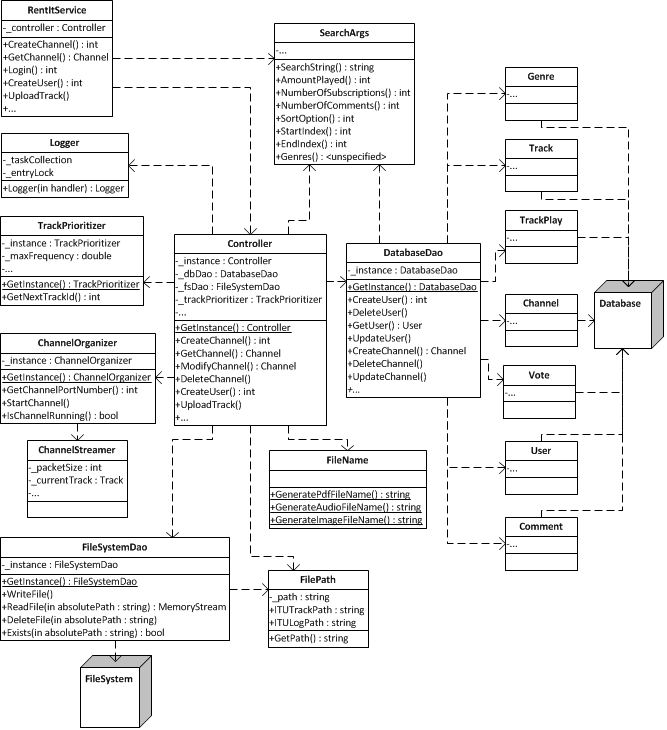 RentItService
-_controller : Controller
+CreateChannel() : int
+GetChannel() : Channel
+Login() : int
+CreateUser() : int
+UploadTrack()
+...
SearchArgs
-...
+SearchString() : string
+AmountPlayed() : int
+NumberOfSubscriptions() : int
+NumberOfComments() : int
+SortOption() : int
+StartIndex() : int
+EndIndex() : int
+Genres() : <unspecified>
Genre
-...
Logger
-_taskCollection
-_entryLock
+Logger(in handler) : Logger
Track
-...
TrackPrioritizer
-_instance : TrackPrioritizer
-_maxFrequency : double
-...
+GetInstance() : TrackPrioritizer
+GetNextTrackId() : int
Controller
-_instance : Controller
-_dbDao : DatabaseDao
-_fsDao : FileSystemDao
-_trackPrioritizer : TrackPrioritizer
-...
+GetInstance() : Controller
+CreateChannel() : int
+GetChannel() : Channel
+ModifyChannel() : Channel
+DeleteChannel()
+CreateUser() : int
+UploadTrack()
+...
DatabaseDao
-_instance : DatabaseDao
+GetInstance() : DatabaseDao
+CreateUser() : int
+DeleteUser()
+GetUser() : User
+UpdateUser()
+CreateChannel() : Channel
+DeleteChannel()
+UpdateChannel()
+...
TrackPlay
-...
Database
Channel
-...
ChannelOrganizer
-_instance : ChannelOrganizer
+GetInstance() : ChannelOrganizer
+GetChannelPortNumber() : int
+StartChannel()
+IsChannelRunning() : bool
Vote
-...
ChannelStreamer
-_packetSize : int
-_currentTrack : Track
-...
FileName
+GeneratePdfFileName() : string
+GenerateAudioFileName() : string
+GenerateImageFileName() : string
User
-...
Comment
-...
FileSystemDao
-_instance : FileSystemDao
+GetInstance() : FileSystemDao
+WriteFile()
+ReadFile(in absolutePath : string) : MemoryStream
+DeleteFile(in absolutePath : string)
+Exists(in absolutePath : string) : bool
FilePath
-_path : string
+ITUTrackPath : string
+ITULogPath : string
+GetPath() : string
FileSystem